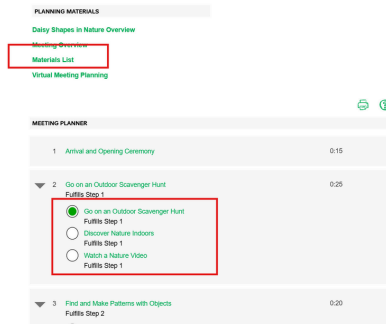 PLANNING MATERIALS
Daisy Shapes in Nature Overview
Meeting Overview
Materials List
Virtual Meeting Planning
MEETING PLANNER
1 Arrival and Opening Ceremony 0:15
2 Go on an Outdoor Scavenger Hunt 0:25
Fulfills Step 1
Go on an Outdoor Scavenger Hunt
Fulfills Step 1
Discover Nature Indoors
Fulfills Step 1
Watch a Nature Video
Fulfills Step 1
3 Find and Make Patterns with Objects 0:20
Fulfills Step 2